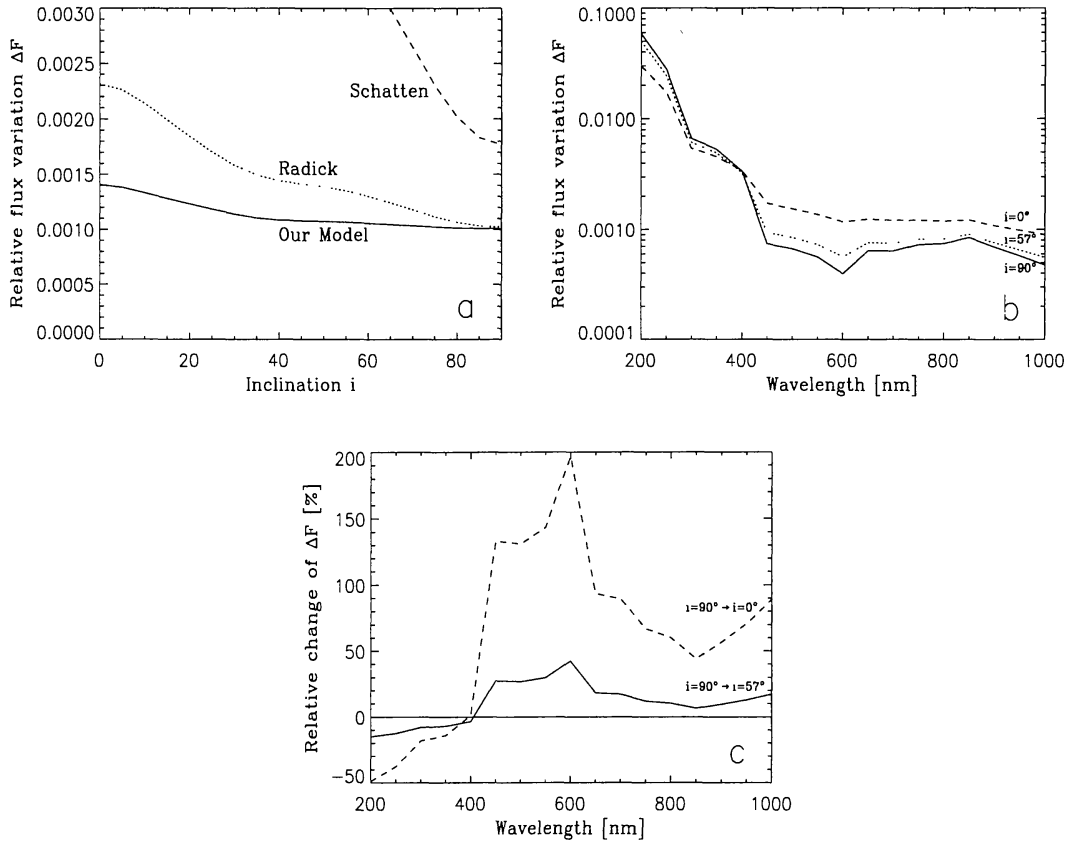 0.0030
0.0025
0.0020
0.0015
0.0010
0.0005
0.0000
Relative flux variation ΔF
Schatten
Radick
Our Model
a
0 20 40 60 80
Inclination i
0.1000
0.0100
0.0010
0.0001
Relative flux variation ΔF
i=0°
ı=57°
i=90°
b
200 400 600 800 1000
Wavelength [nm]
200
150
100
50
0
−50
Relative change of ΔF [%]
ı=90°→i=0°
i=90°→ı=57°
c
200 400 600 800 1000
Wavelength [nm]